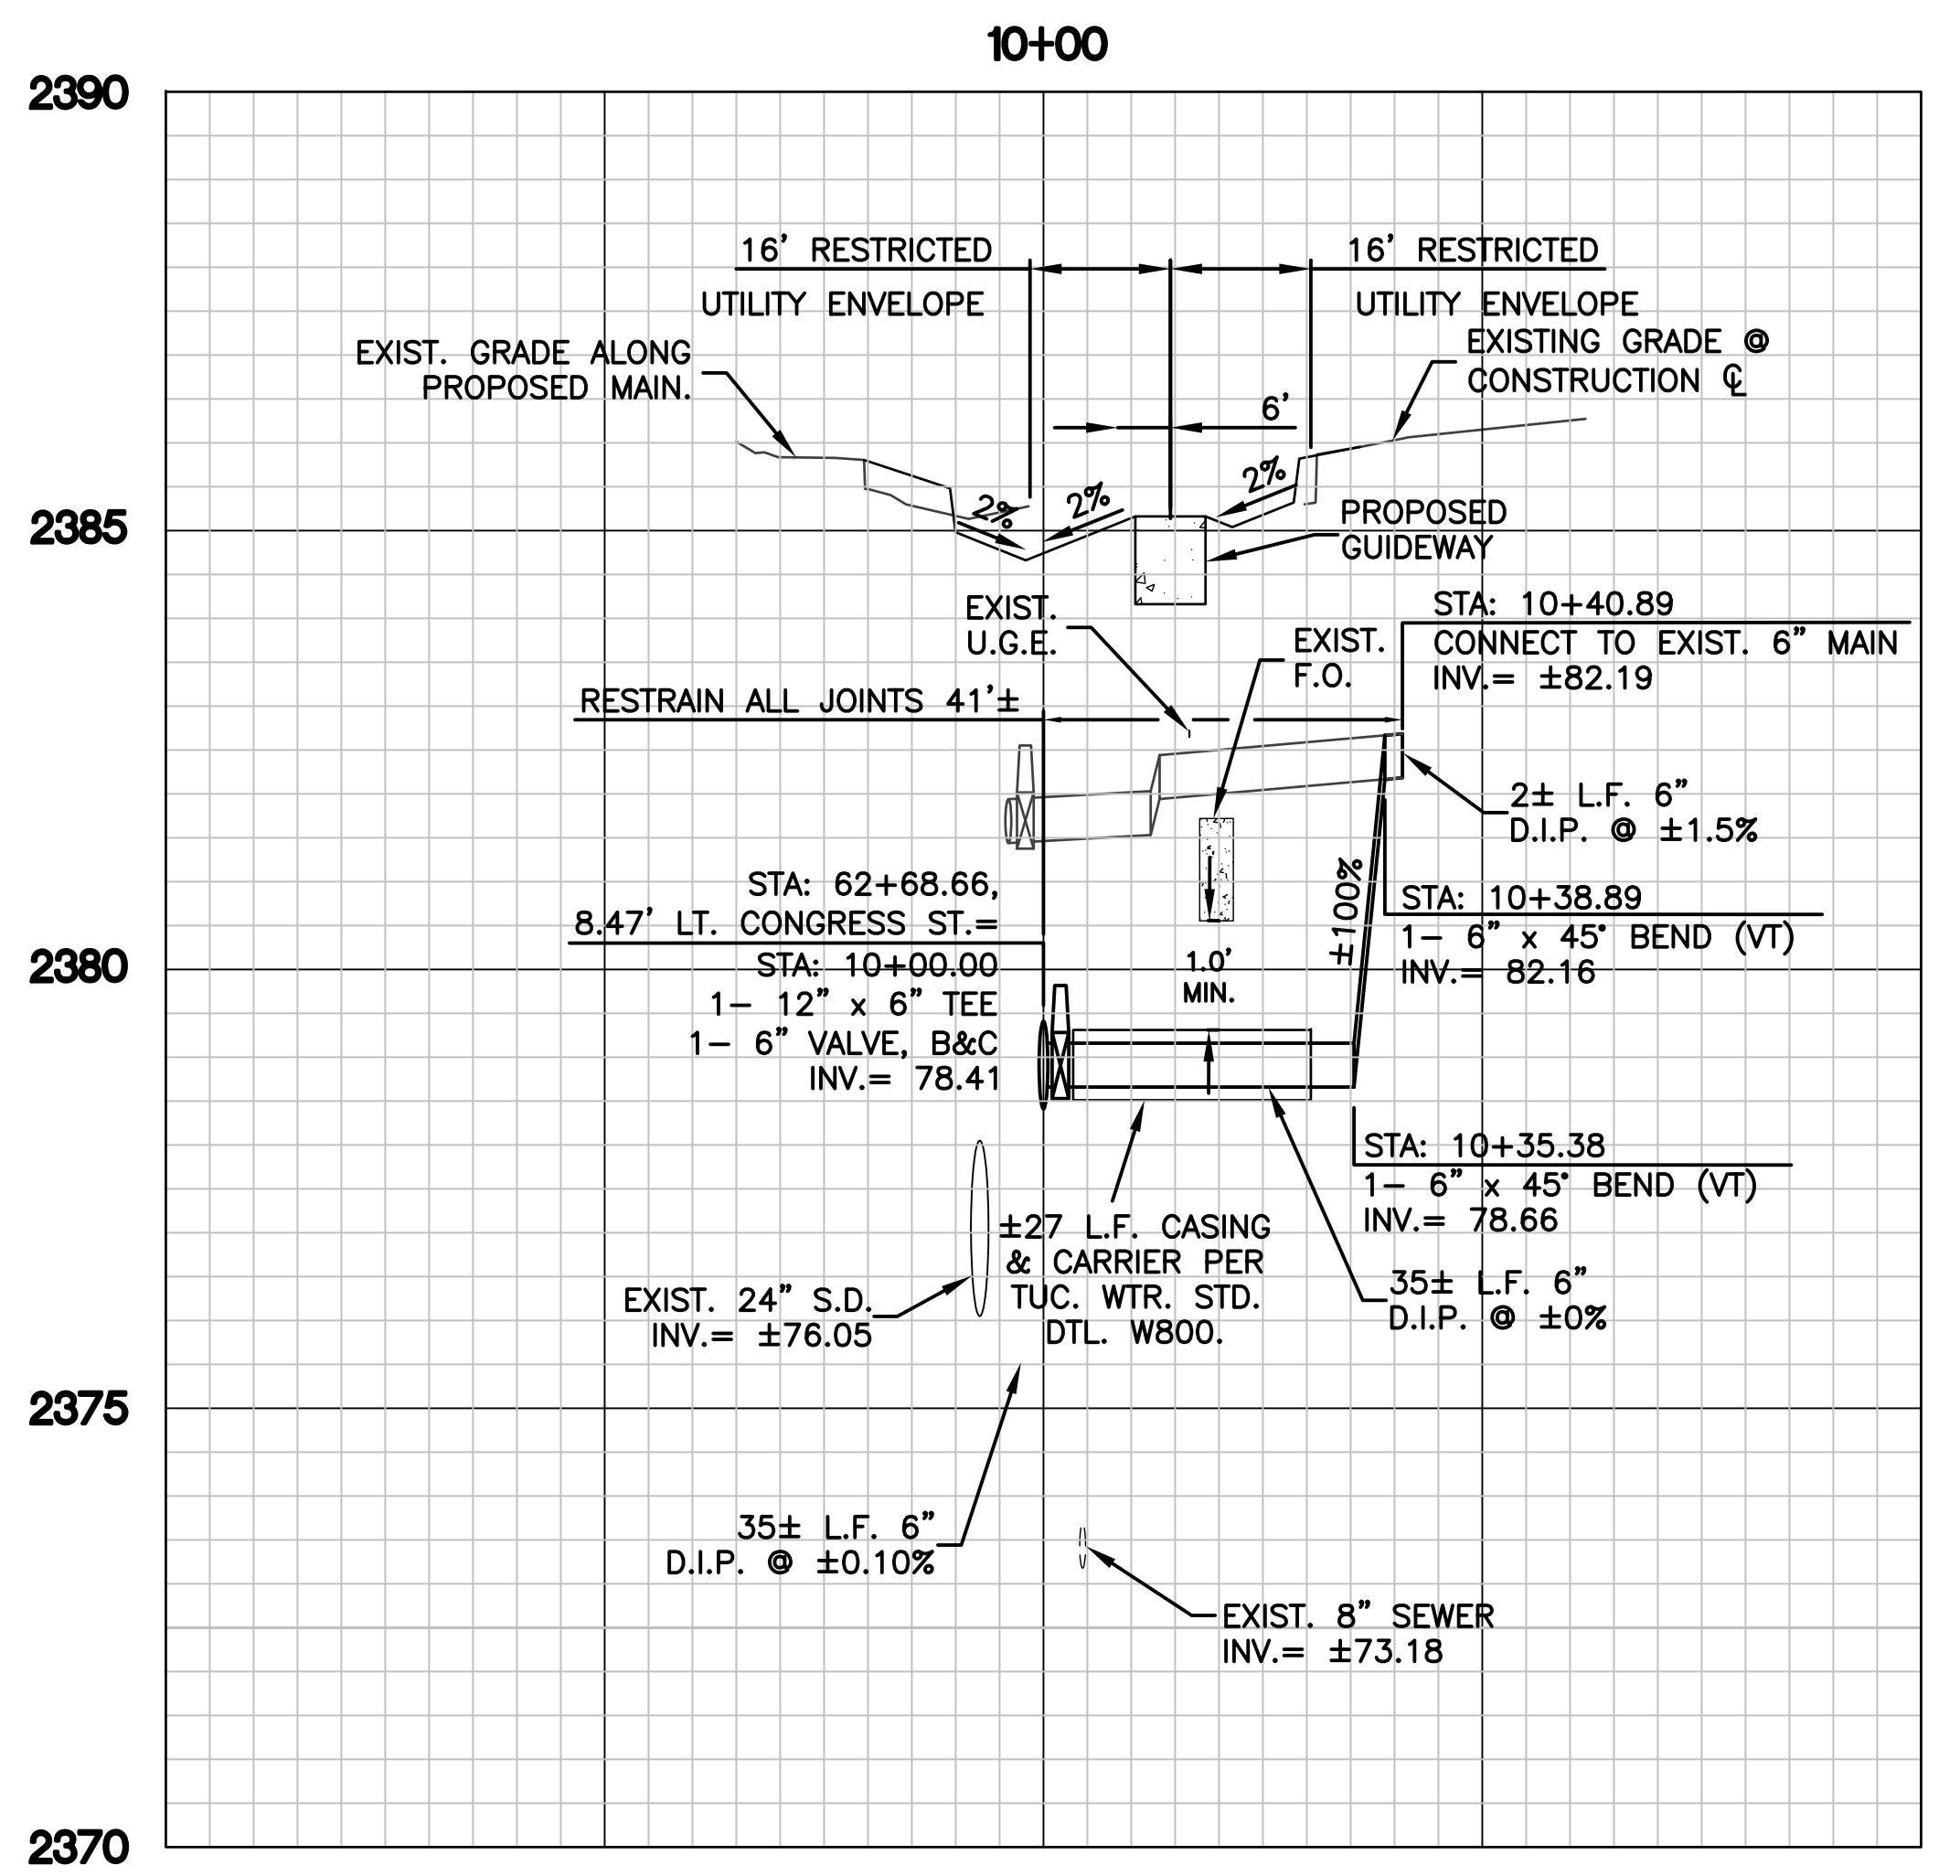 10+00
2390
16' RESTRICTED
UTILITY ENVELOPE
16' RESTRICTED
UTILITY ENVELOPE
EXIST. GRADE ALONG
PROPOSED MAIN.
EXISTING GRADE @
CONSTRUCTION ℄
6'
2%
2%
2%
2385
PROPOSED
GUIDEWAY
EXIST.
U.G.E.
EXIST.
F.O.
STA: 10+40.89
CONNECT TO EXIST. 6" MAIN
INV.= ±82.19
RESTRAIN ALL JOINTS 41'±
2± L.F. 6"
D.I.P. @ ±1.5%
STA: 62+68.66,
8.47' LT. CONGRESS ST.=
STA: 10+00.00
1- 12" x 6" TEE
1- 6" VALVE, B&C
INV.= 78.41
±100%
STA: 10+38.89
1- 6" x 45° BEND (VT)
INV.= 82.16
2380
1.0'
MIN.
STA: 10+35.38
1- 6" x 45° BEND (VT)
INV.= 78.66
±27 L.F. CASING
& CARRIER PER
TUC. WTR. STD.
DTL. W800.
35± L.F. 6"
D.I.P. @ ±0%
EXIST. 24" S.D.
INV.= ±76.05
2375
35± L.F. 6"
D.I.P. @ ±0.10%
EXIST. 8" SEWER
INV.= ±73.18
2370